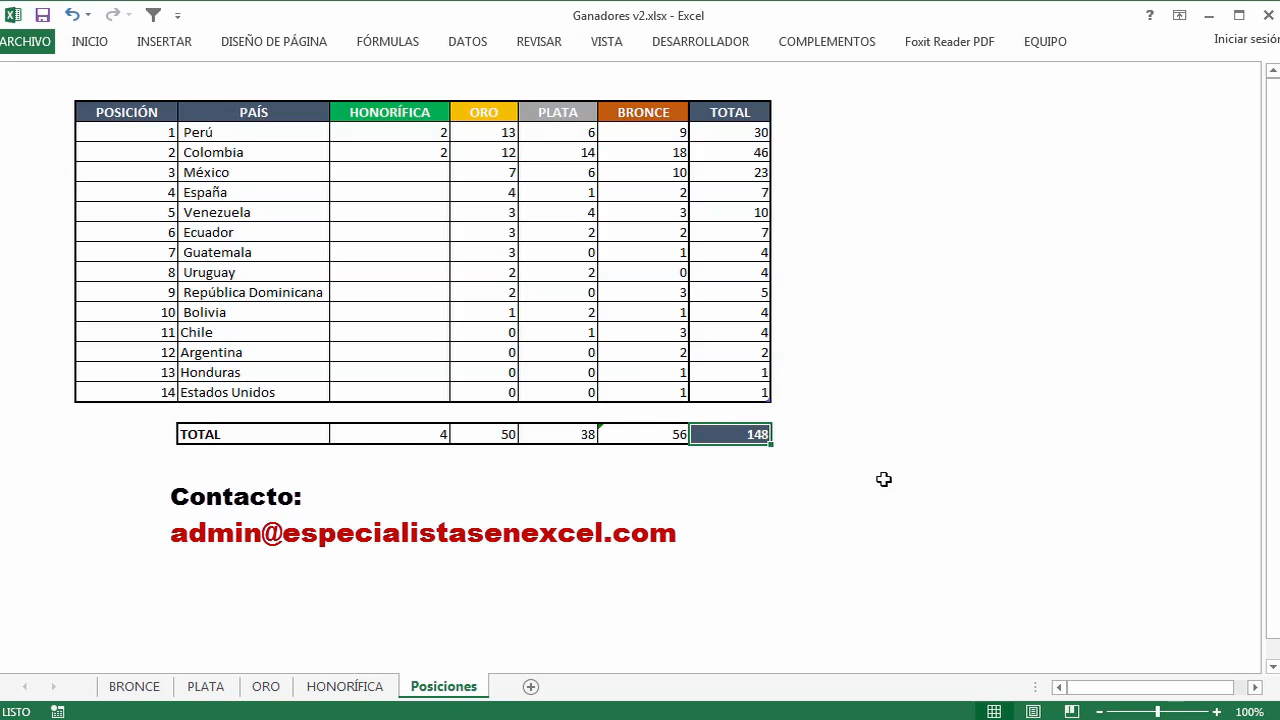 Ganadores v2.xlsx - Excel
?
ARCHIVO INICIO INSERTAR DISEÑO DE PÁGINA FÓRMULAS DATOS REVISAR VISTA DESARROLLADOR COMPLEMENTOS Foxit Reader PDF EQUIPO Iniciar sesión
POSICIÓN PAÍS HONORÍFICA ORO PLATA BRONCE TOTAL
1 Perú 2 13 6 9 30
2 Colombia 2 12 14 18 46
3 México 7 6 10 23
4 España 4 1 2 7
5 Venezuela 3 4 3 10
6 Ecuador 3 2 2 7
7 Guatemala 3 0 1 4
8 Uruguay 2 2 0 4
9 República Dominicana 2 0 3 5
10 Bolivia 1 2 1 4
11 Chile 0 1 3 4
12 Argentina 0 0 2 2
13 Honduras 0 0 1 1
14 Estados Unidos 0 0 1 1
TOTAL 4 50 38 56 148
Contacto:
admin@especialistasenexcel.com
BRONCE PLATA ORO HONORÍFICA Posiciones
LISTO 100%